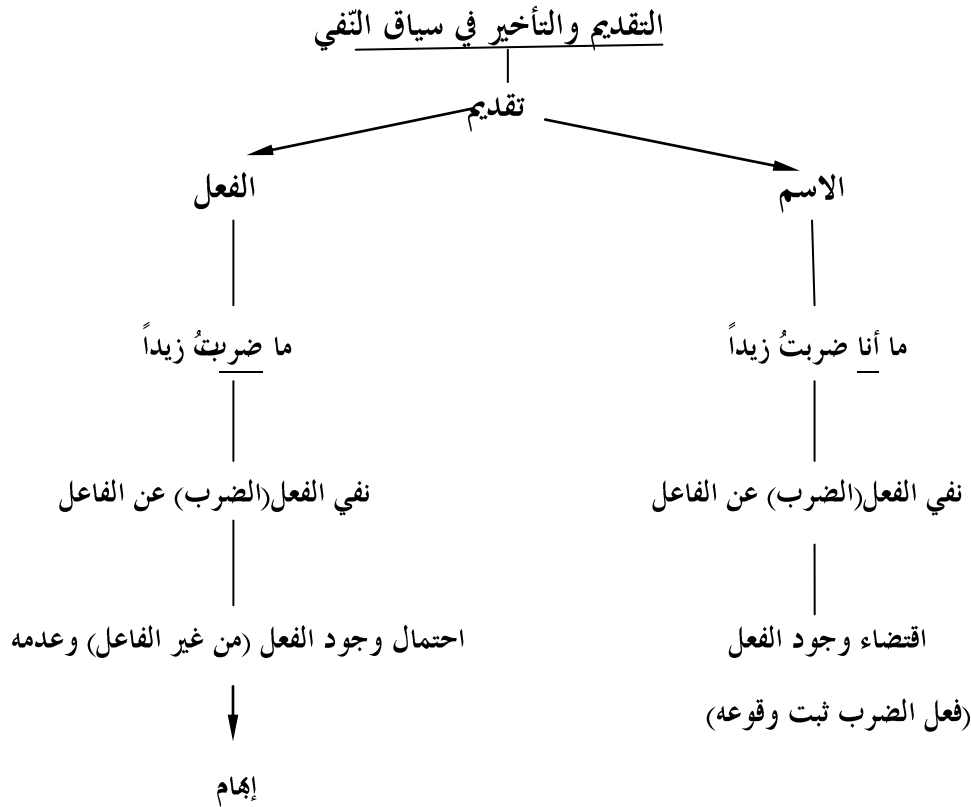 التقديم والتأخير في سياق النّفي
تقديم
الاسم
الفعل
ما أنا ضربتُ زيداً
ما ضربتُ زيداً
نفي الفعل(الضرب) عن الفاعل
نفي الفعل(الضرب) عن الفاعل
اقتضاء وجود الفعل
احتمال وجود الفعل (من غير الفاعل) وعدمه
(فعل الضرب ثبت وقوعه)
إبهام